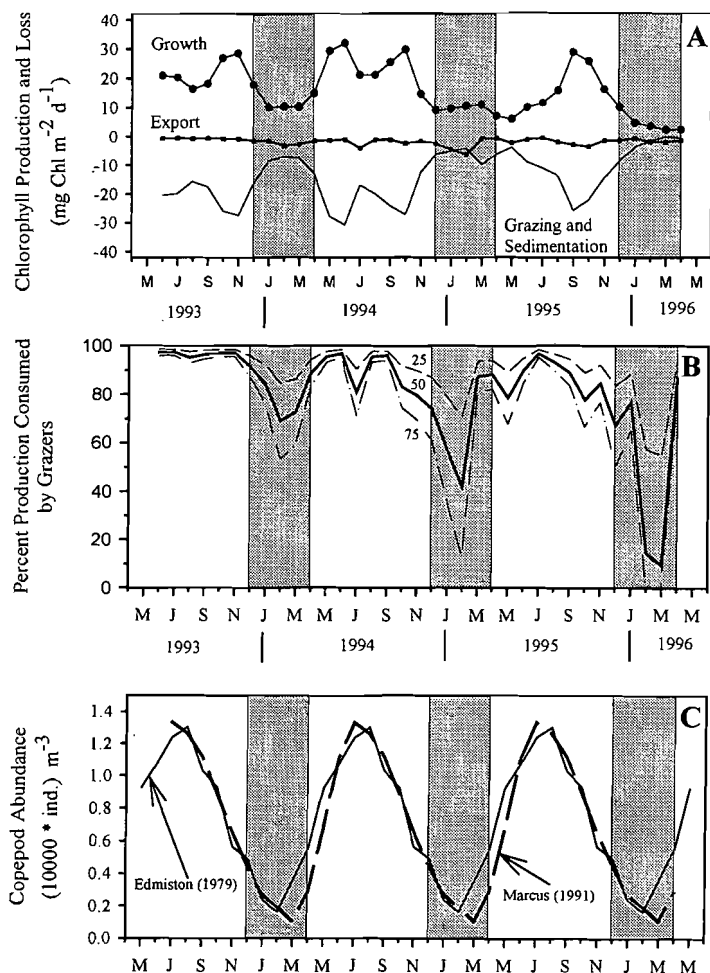 A
Chlorophyll Production and Loss
(mg Chl m⁻² d⁻¹)
40
30
20
10
0
-10
-20
-30
-40
Growth
Export
Grazing and
Sedimentation
M J S N J M M J S N J M M J S N J M M
1993 1994 1995 1996
B
Percent Production Consumed
by Grazers
100
80
60
40
20
0
25
50
75
M J S N J M M J S N J M M J S N J M M
1993 1994 1995 1996
C
Copepod Abundance
(10000 * ind.) m⁻³
1.4
1.2
1.0
0.8
0.6
0.4
0.2
0.0
Edmiston (1979)
Marcus (1991)
M J S N J M M J S N J M M J S N J M M